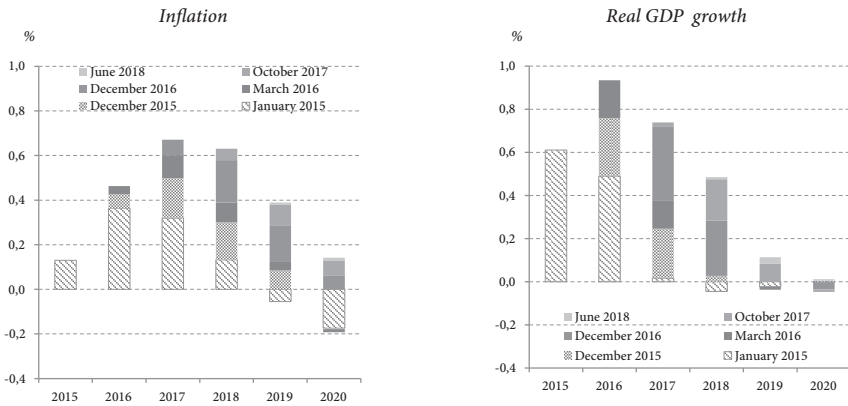 Inflation
%
1,0
June 2018 October 2017
December 2016 March 2016
December 2015 January 2015
0,8
0,6
0,4
0,2
0,0
-0,2
-0,4
2015 2016 2017 2018 2019 2020
Real GDP growth
%
1,0
0,8
0,6
0,4
0,2
0,0
-0,2
June 2018 October 2017
December 2016 March 2016
December 2015 January 2015
-0,4
2015 2016 2017 2018 2019 2020